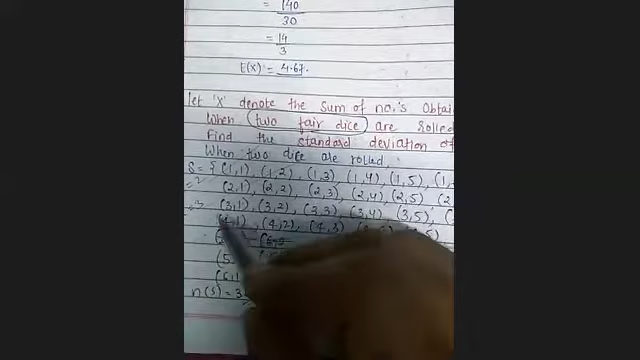 = 140
30
= 14
3
E(X) = 4.67.
let 'X' denote the sum of no.'s
When two fair dice are rolled
Find the standard deviation of
When two dice are rolled,
S = { (1,1), (1,2), (1,3) (1,4) (1,5),
(2,1), (2,2), (2,3), (2,4) (2,5)
(3,1), (3,2), (3,3), (3,4) (3,5),
(4,1), (4,2), (4,3)
(5
(6,1
n(S) = 3